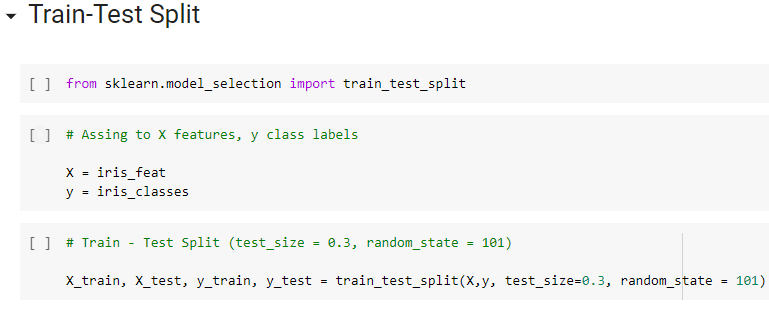 Train-Test Split
[ ] from sklearn.model_selection import train_test_split
[ ] # Assing to X features, y class labels
X = iris_feat
y = iris_classes
[ ] # Train - Test Split (test_size = 0.3, random_state = 101)
X_train, X_test, y_train, y_test = train_test_split(X,y, test_size=0.3, random_state = 101)